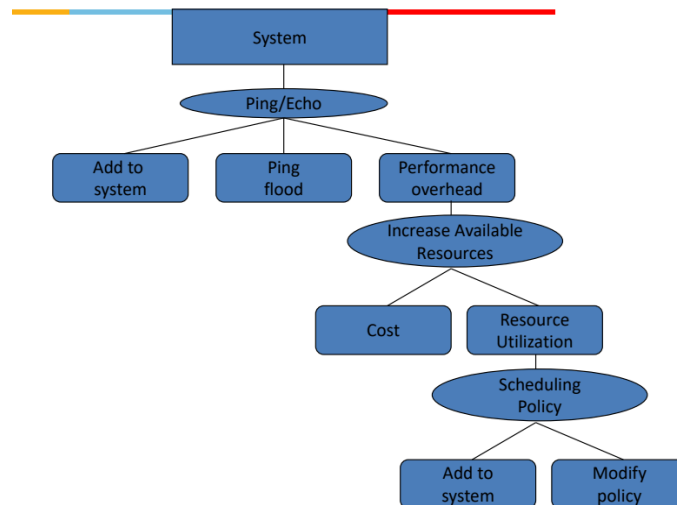 System
Ping/Echo
Add to
system
Ping
flood
Performance
overhead
Increase Available
Resources
Cost
Resource
Utilization
Scheduling
Policy
Add to
system
Modify
policy